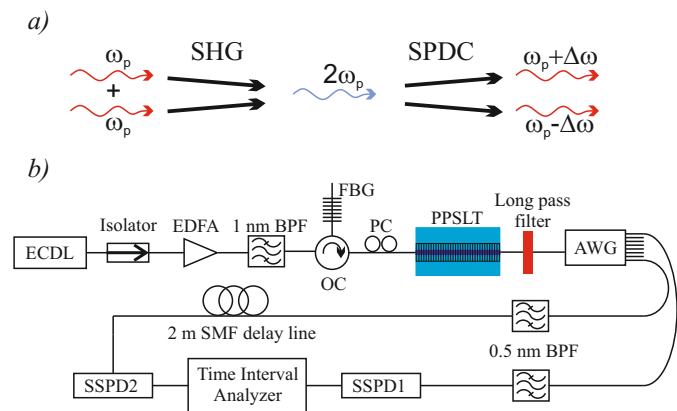 a)
SHG
SPDC
ωp
+
ωp
2ωp
ωp+Δω
ωp-Δω
b)
FBG
Isolator
EDFA
1 nm BPF
PC
PPSLT
Long pass
filter
ECDL
OC
AWG
2 m SMF delay line
0.5 nm BPF
SSPD2
Time Interval
Analyzer
SSPD1